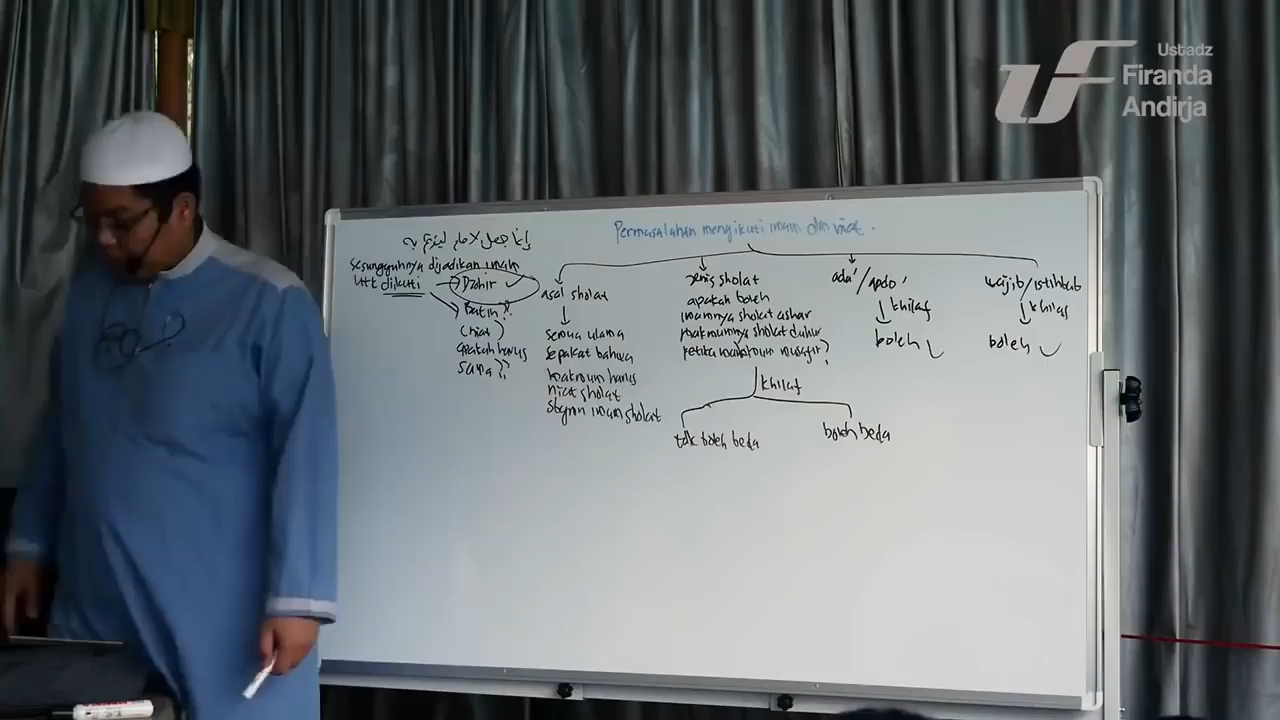 Ustadz
Firanda
Andirja
Permasalahan mengikuti imam dlm niat.
إنما جعل الإمام ليؤتم به
Sesungguhnya dijadikan imam
utk diikuti → Dzohir ✓
Batin ??
(niat)
apakah harus
sama ??
asal sholat
semua ulama
sepakat bahwa
makmum harus
niat sholat
imam sholat
jenis sholat
apakah boleh
imamnya sholat ashar
makmumnya sholat duhur
ketika makmum ?
khilaf
tdk boleh beda
boleh beda
ada'/qodo'
khilaf
boleh ✓
wajib/istihbab
khilaf
boleh ✓